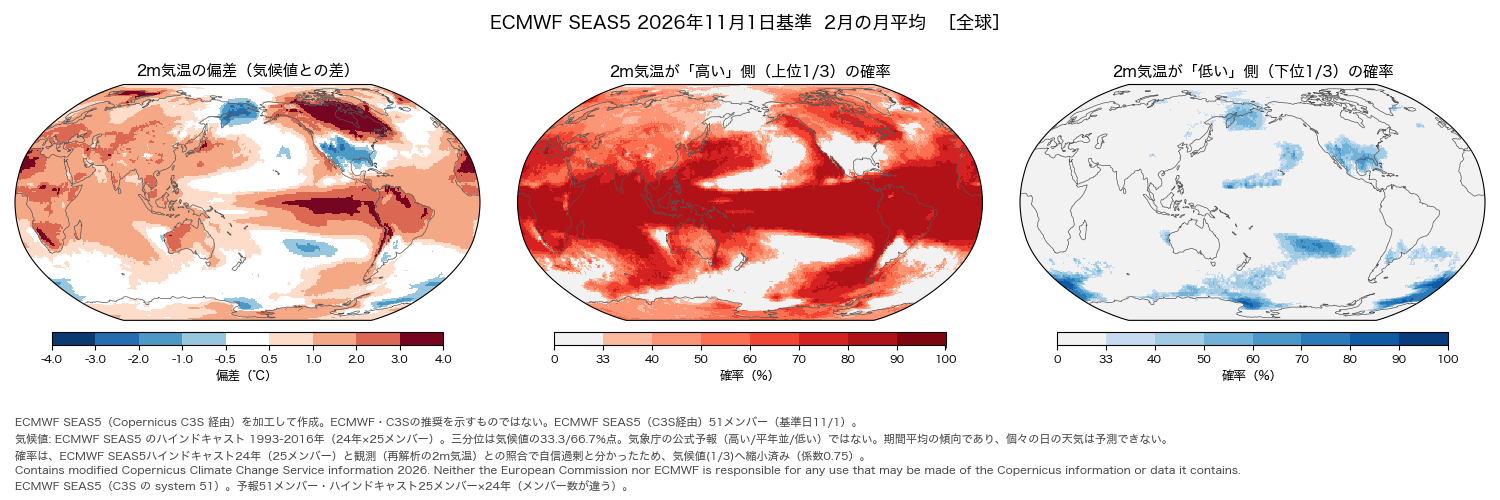 ECMWF SEAS5 2026年11月1日基準 2月の月平均 ［全球］
2m気温の偏差（気候値との差）
2m気温が「高い」側（上位1/3）の確率
2m気温が「低い」側（下位1/3）の確率
-4.0 -3.0 -2.0 -1.0 -0.5 0.5 1.0 2.0 3.0 4.0
偏差（℃）
0 33 40 50 60 70 80 90 100
確率（%）
0 33 40 50 60 70 80 90 100
確率（%）
ECMWF SEAS5（Copernicus C3S 経由）を加工して作成。ECMWF・C3Sの推奨を示すものではない。ECMWF SEAS5（C3S経由）51メンバー（基準日11/1）。
気候値: ECMWF SEAS5 のハインドキャスト 1993-2016年（24年×25メンバー）。三分位は気候値の33.3/66.7%点。気象庁の公式予報（高い/平年並/低い）ではない。期間平均の傾向であり、個々の日の天気は予測できない。
確率は、ECMWF SEAS5ハインドキャスト24年（25メンバー）と観測（再解析の2m気温）との照合で自信過剰と分かったため、気候値(1/3)へ縮小済み（係数0.75）。
Contains modified Copernicus Climate Change Service information 2026. Neither the European Commission nor ECMWF is responsible for any use that may be made of the Copernicus information or data it contains.
ECMWF SEAS5（C3S の system 51）。予報51メンバー・ハインドキャスト25メンバー×24年（メンバー数が違う）。